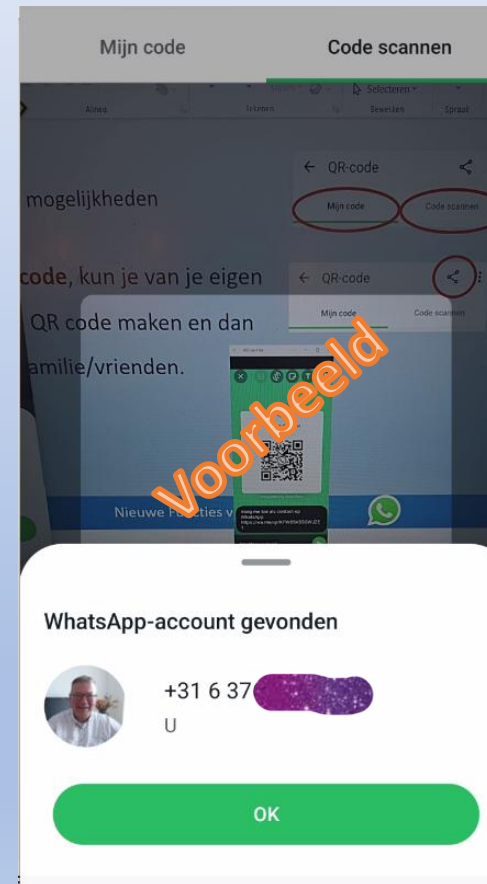 Mijn code Code scannen
Selecteren
Alinea Tekenen Bewerken Spraak
← QR-code
mogelijkheden
Mijn code Code scannen
code, kun je van je eigen
← QR-code
QR code maken en dan
Mijn code Code scannen
amilie/vrienden.
Voorbeeld
Nieuwe Functies v
WhatsApp-account gevonden
+31 6 37
U
OK